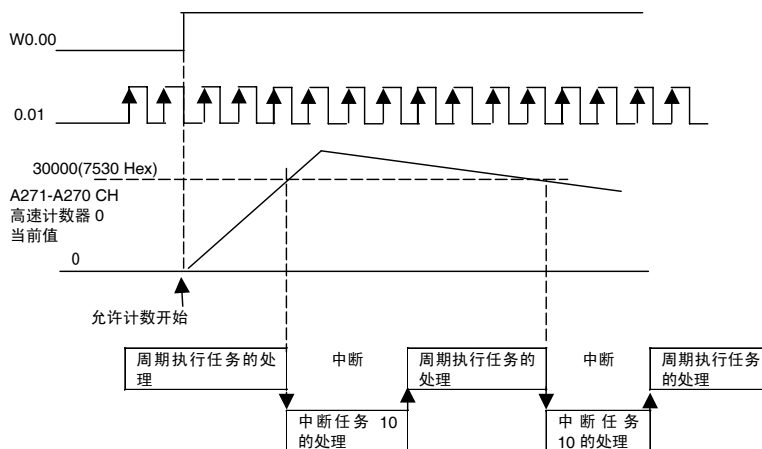 W0.00
0.01
30000(7530 Hex)
A271-A270 CH
高速计数器 0
当前值
0
允许计数开始
周期执行任务的处
理
中断
周期执行任务的
处理
中断
周期执行任务
的处理
中断任务 10
的处理
中断任务
10 的处理